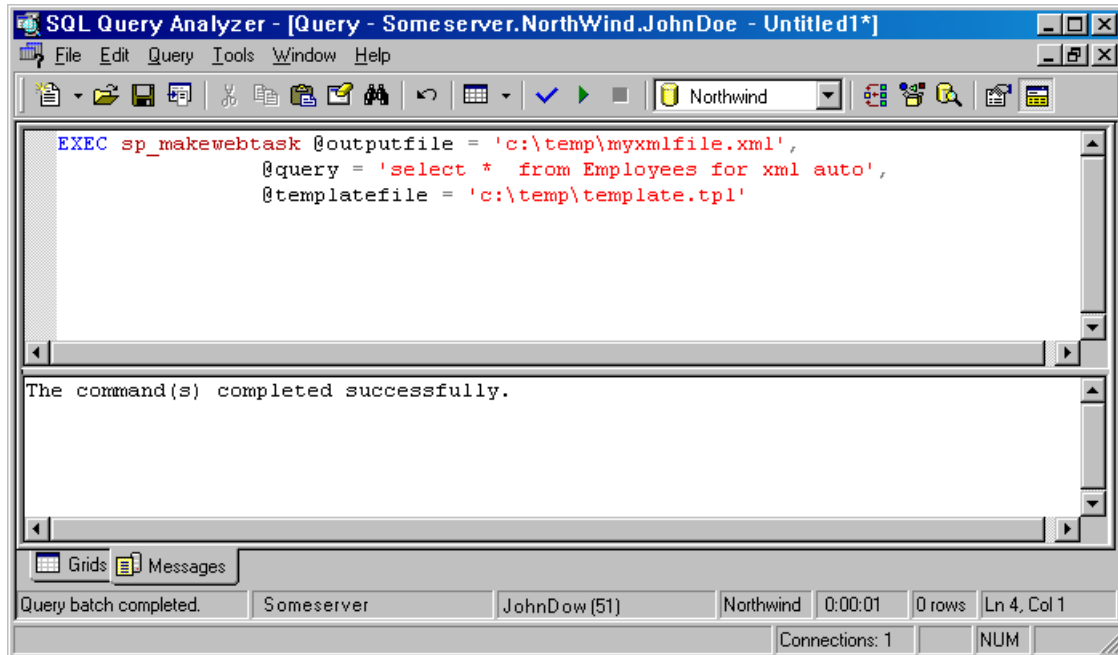 SQL Query Analyzer - [Query - Someserver.NorthWind.JohnDoe - Untitled1*]
File Edit Query Tools Window Help
Northwind
EXEC sp_makewebtask @outputfile = 'c:\temp\myxmlfile.xml',
@query = 'select *  from Employees for xml auto',
@templatefile = 'c:\temp\template.tpl'
The command(s) completed successfully.
Grids Messages
Query batch completed. Someserver JohnDow (51) Northwind 0:00:01 0 rows Ln 4, Col 1
Connections: 1 NUM